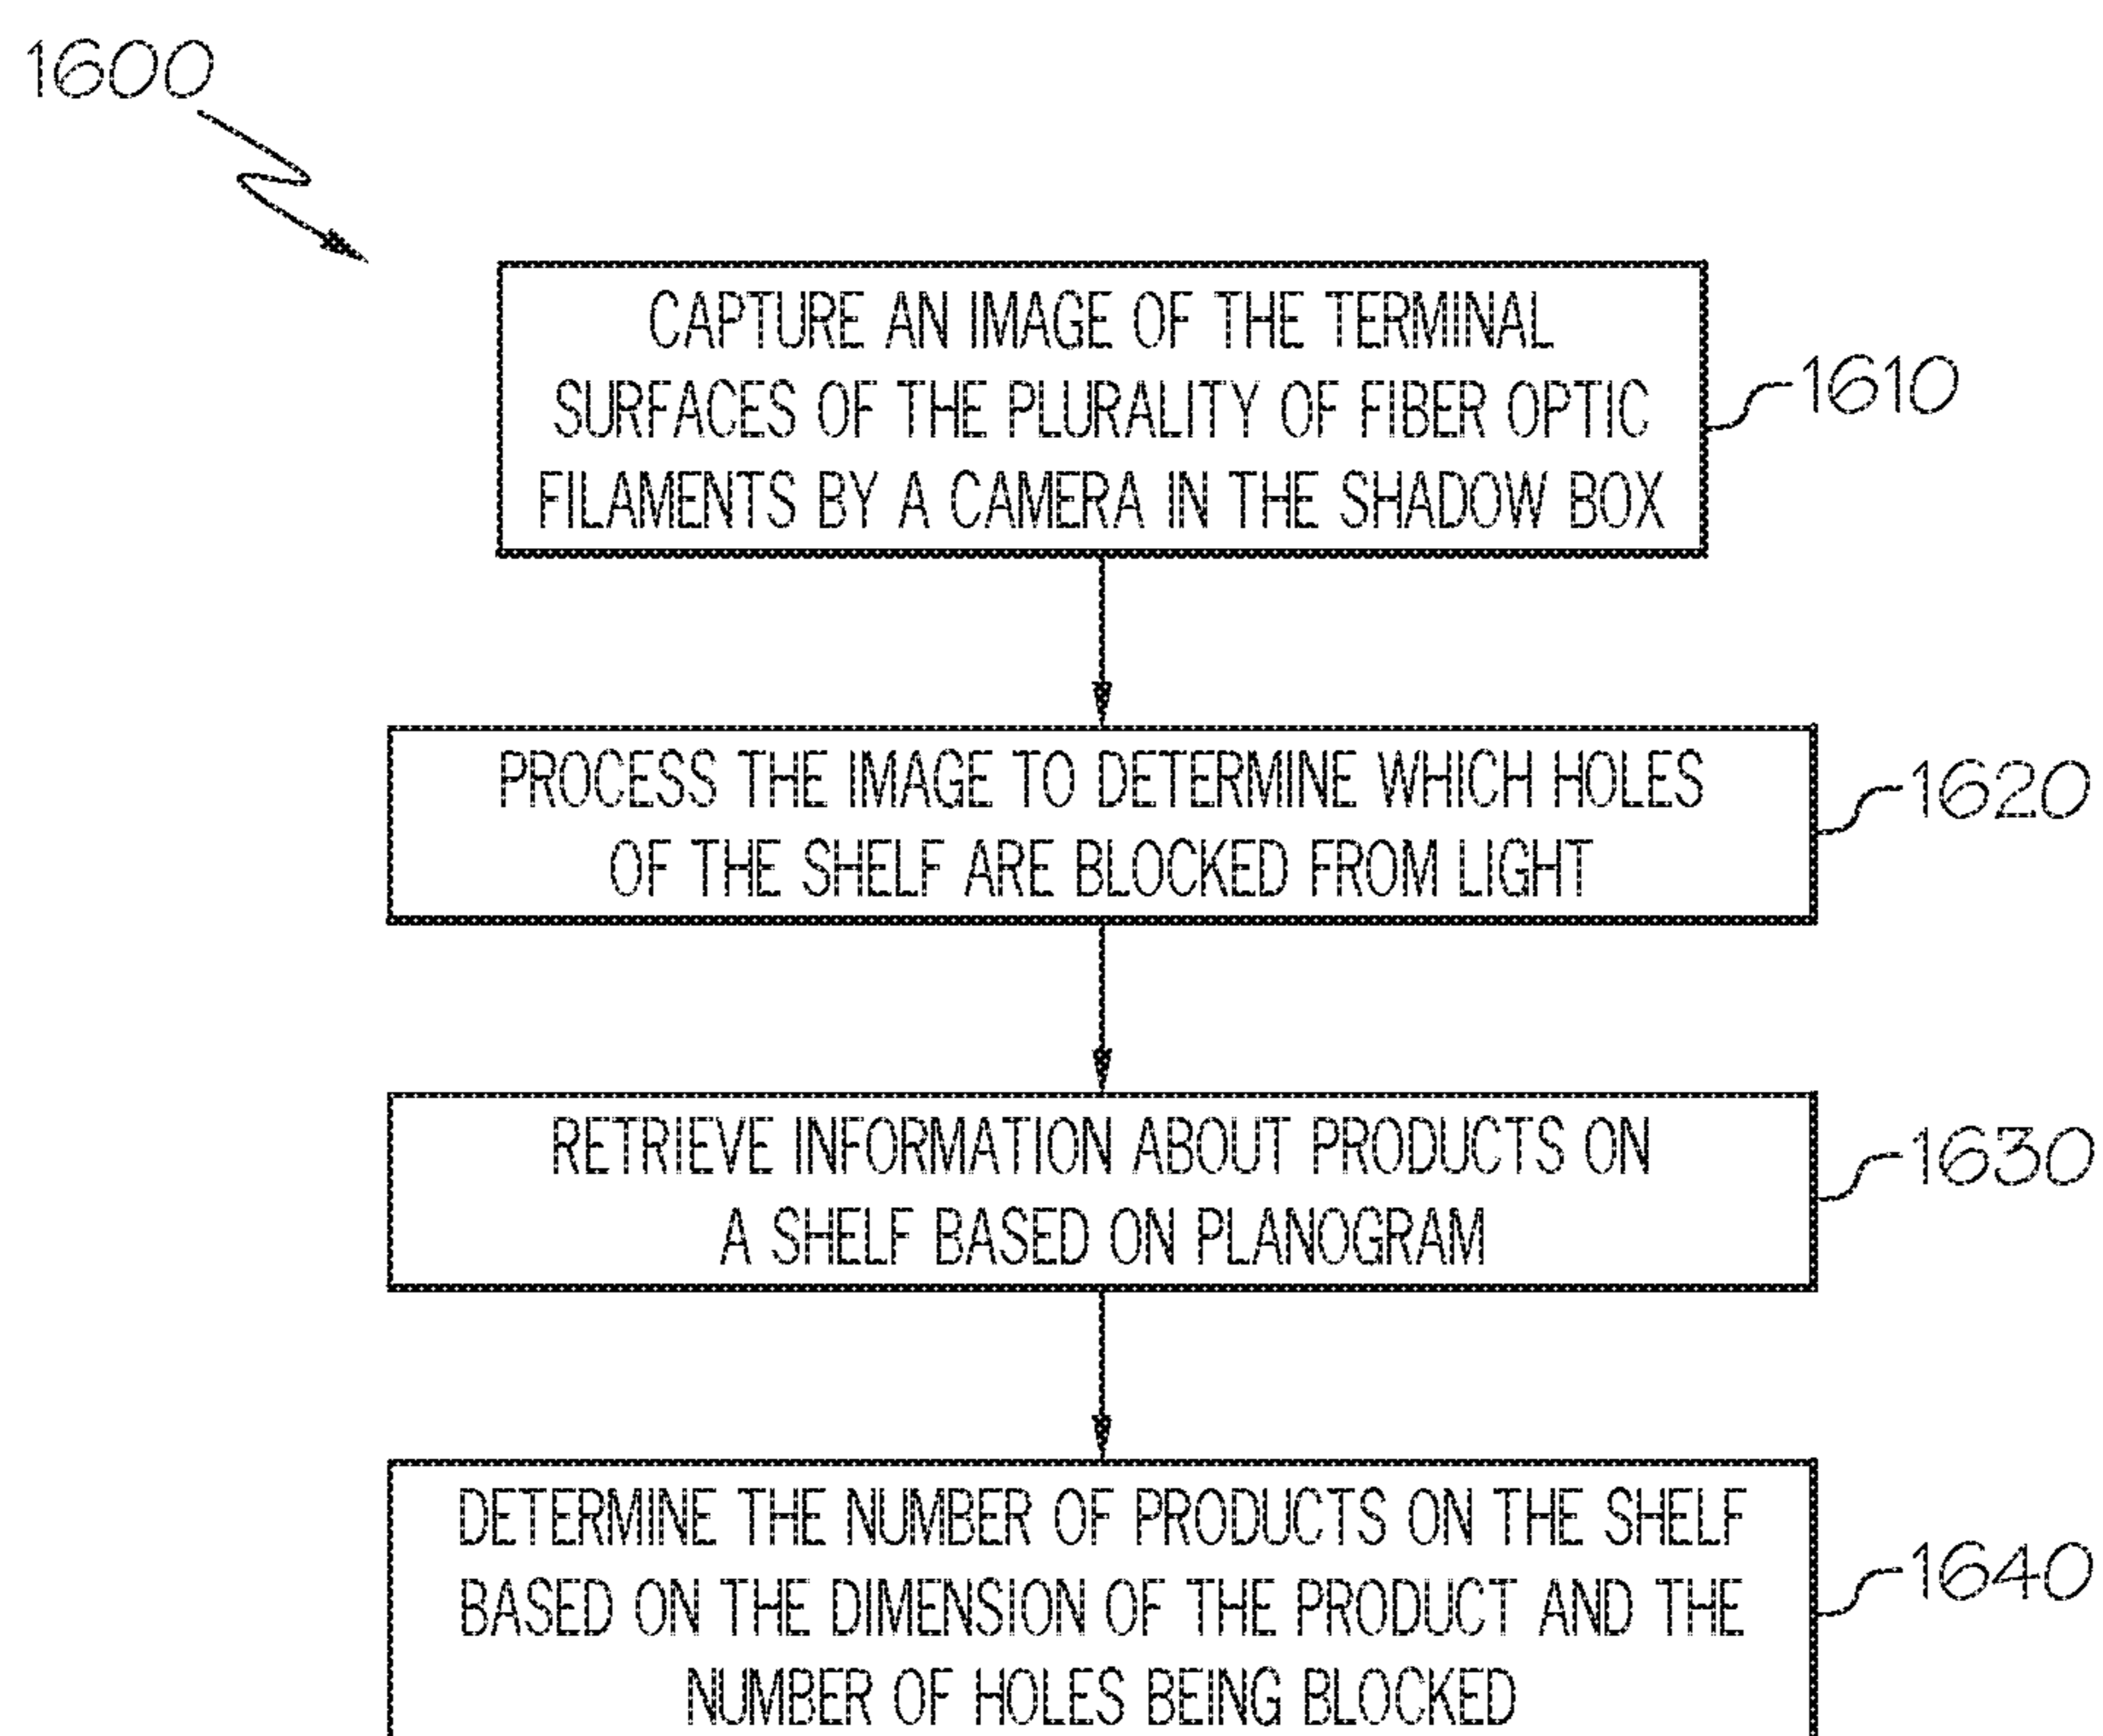 1600
CAPTURE AN IMAGE OF THE TERMINAL
SURFACES OF THE PLURALITY OF FIBER OPTIC
FILAMENTS BY A CAMERA IN THE SHADOW BOX
1610
PROCESS THE IMAGE TO DETERMINE WHICH HOLES
OF THE SHELF ARE BLOCKED FROM LIGHT
1620
RETRIEVE INFORMATION ABOUT PRODUCTS ON
A SHELF BASED ON PLANOGRAM
1630
DETERMINE THE NUMBER OF PRODUCTS ON THE SHELF
BASED ON THE DIMENSION OF THE PRODUCT AND THE
NUMBER OF HOLES BEING BLOCKED
1640